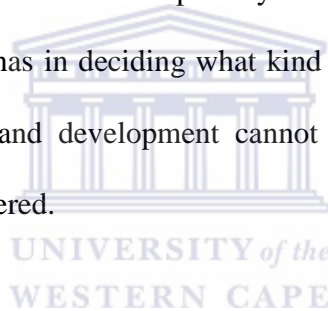 has in deciding what kind
and development cannot
ered.
UNIVERSITY of the
WESTERN CAPE